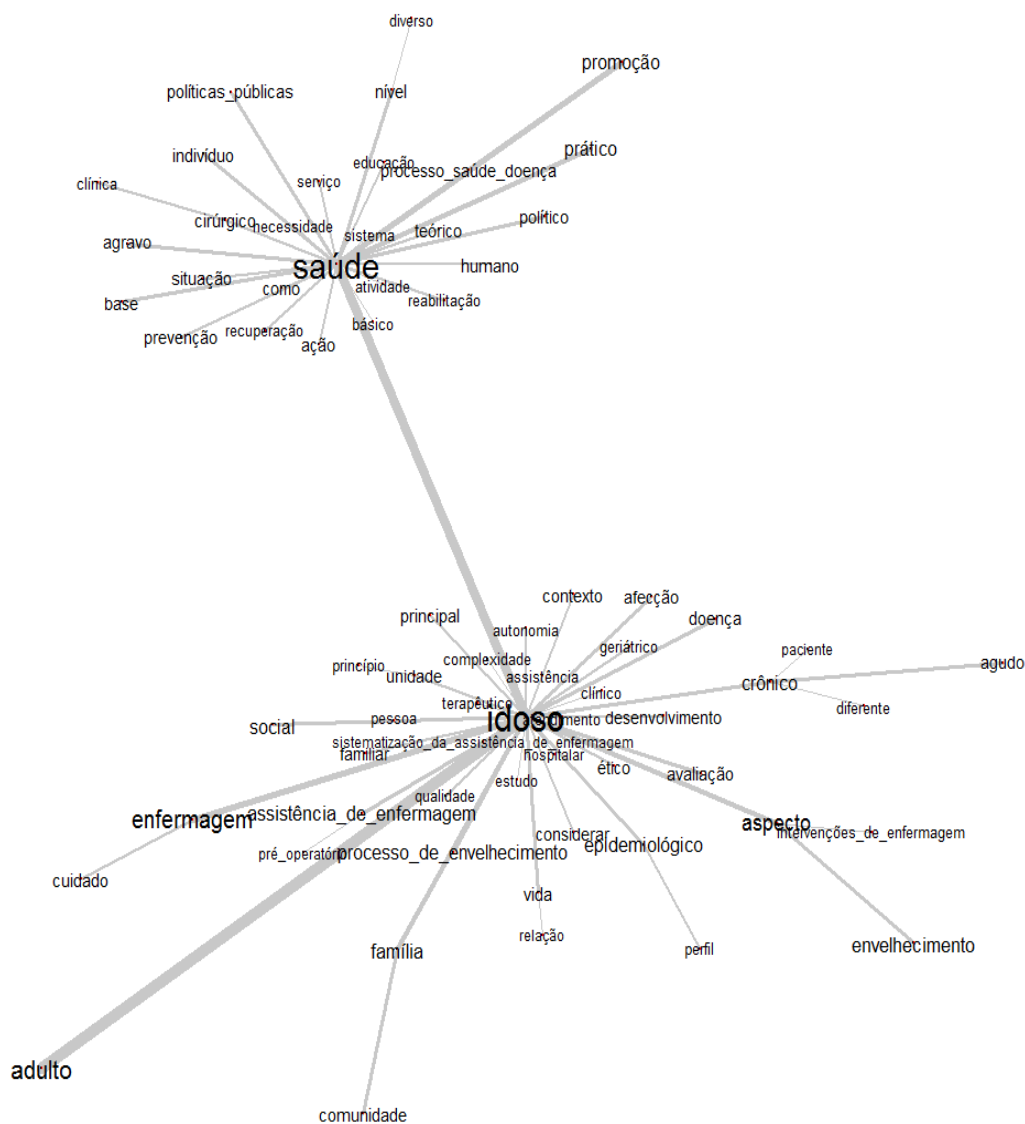 diverso
promoção
políticas_públicas
nível
prático
indivíduo
educação
processo_saúde_doença
clínica
serviço
político
cirúrgico
necessidade
teórico
sistema
agravo
saúde
humano
situação
como
atividade
reabilitação
base
básico
prevenção
recuperação
ação
contexto
afecção
principal
doença
autonomia
geriátrico
paciente
complexidade
princípio
unidade
assistência
crônico
agudo
clínico
terapêutico
diferente
social
pessoa
idoso
atendimento
desenvolvimento
sistematização_da_assistência_de_enfermagem
familiar
hospitalar
ético
avaliação
estudo
qualidade
enfermagem
assistência_de_enfermagem
aspecto
intervenções_de_enfermagem
considerar
epidemiológico
pré_operatório
processo_de_envelhecimento
cuidado
vida
relação
família
perfil
envelhecimento
adulto
comunidade